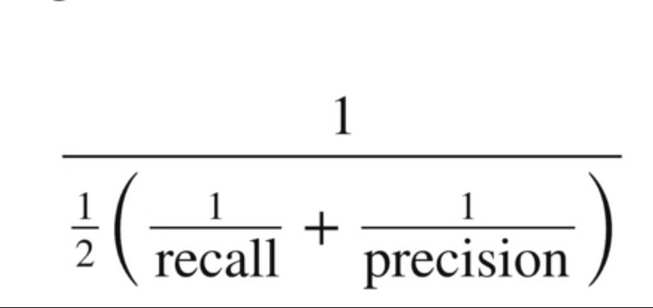 1
1/2 ( 1/recall + 1/precision )